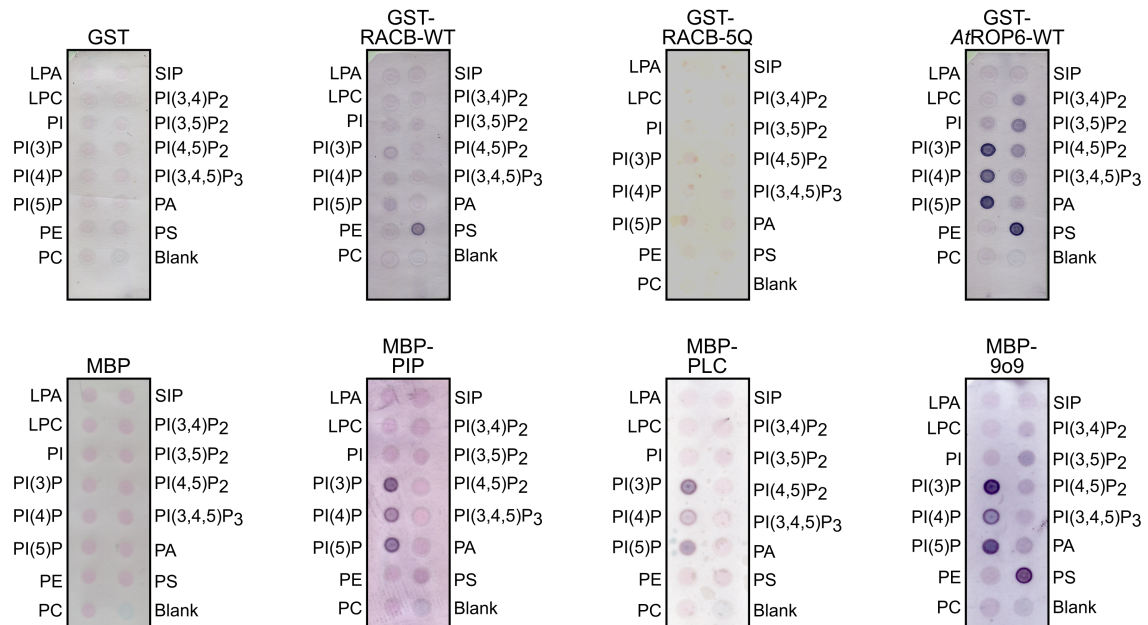 GST
LPA SIP
LPC PI(3,4)P2
PI PI(3,5)P2
PI(3)P PI(4,5)P2
PI(4)P PI(3,4,5)P3
PI(5)P PA
PE PS
PC Blank
GST-
RACB-WT
LPA SIP
LPC PI(3,4)P2
PI PI(3,5)P2
PI(3)P PI(4,5)P2
PI(4)P PI(3,4,5)P3
PI(5)P PA
PE PS
PC Blank
GST-
RACB-5Q
LPA SIP
LPC PI(3,4)P2
PI PI(3,5)P2
PI(3)P PI(4,5)P2
PI(4)P PI(3,4,5)P3
PI(5)P PA
PE PS
PC Blank
GST-
AtROP6-WT
LPA SIP
LPC PI(3,4)P2
PI PI(3,5)P2
PI(3)P PI(4,5)P2
PI(4)P PI(3,4,5)P3
PI(5)P PA
PE PS
PC Blank
MBP
LPA SIP
LPC PI(3,4)P2
PI PI(3,5)P2
PI(3)P PI(4,5)P2
PI(4)P PI(3,4,5)P3
PI(5)P PA
PE PS
PC Blank
MBP-
PIP
LPA SIP
LPC PI(3,4)P2
PI PI(3,5)P2
PI(3)P PI(4,5)P2
PI(4)P PI(3,4,5)P3
PI(5)P PA
PE PS
PC Blank
MBP-
PLC
LPA SIP
LPC PI(3,4)P2
PI PI(3,5)P2
PI(3)P PI(4,5)P2
PI(4)P PI(3,4,5)P3
PI(5)P PA
PE PS
PC Blank
MBP-
9o9
LPA SIP
LPC PI(3,4)P2
PI PI(3,5)P2
PI(3)P PI(4,5)P2
PI(4)P PI(3,4,5)P3
PI(5)P PA
PE PS
PC Blank